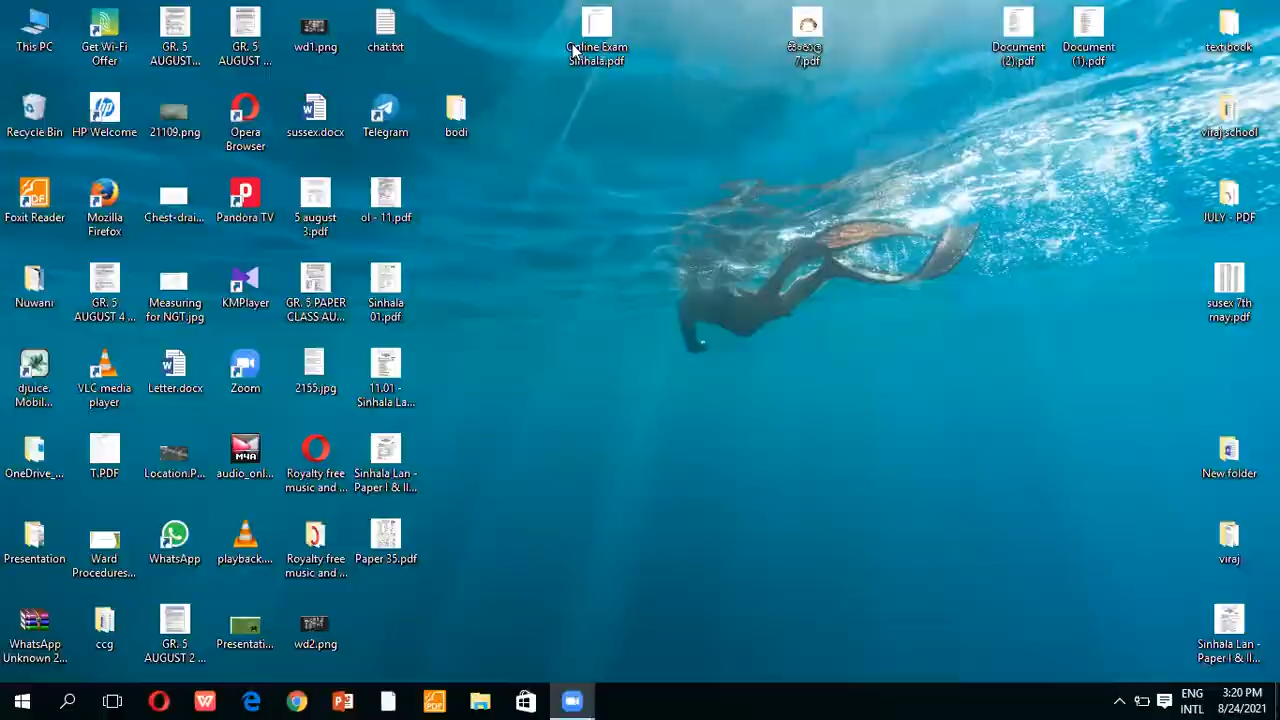 This PC
Get Wi-Fi
Offer
GR. 5
AUGUST...
GR. 5
AUGUST ...
wd1.png
chat.txt
Sinhala.pdf
7.pdf
Document
(2).pdf
Document
(1).pdf
text book
Recycle Bin
HP Welcome
21109.png
Opera
Browser
sussex.docx
Telegram
bodi
viraj school
Foxit Reader
Mozilla
Firefox
Chest-drai...
Pandora TV
5 august
3.pdf
ol - 11.pdf
JULY - PDF
Nuwani
GR. 5
AUGUST 4 ...
Measuring
for NGT.jpg
KMPlayer
GR. 5 PAPER
CLASS AU...
Sinhala
01.pdf
susex 7th
may.pdf
djuice
Mobil...
VLC media
player
Letter.docx
Zoom
2155.jpg
11.01 -
Sinhala La...
OneDrive_...
T.PDF
Location.P...
M4A
audio_onl...
Royalty free
music and ...
Sinhala Lan -
Paper I & II...
New folder
Presentation
Ward
Procedures...
WhatsApp
playback....
Royalty free
music and ...
Paper 35.pdf
viraj
WhatsApp
Unknown 2...
ccg
GR. 5
AUGUST 2 ...
Presentati...
wd2.png
Sinhala Lan -
Paper I & II...
ENG
INTL
3:20 PM
8/24/2021